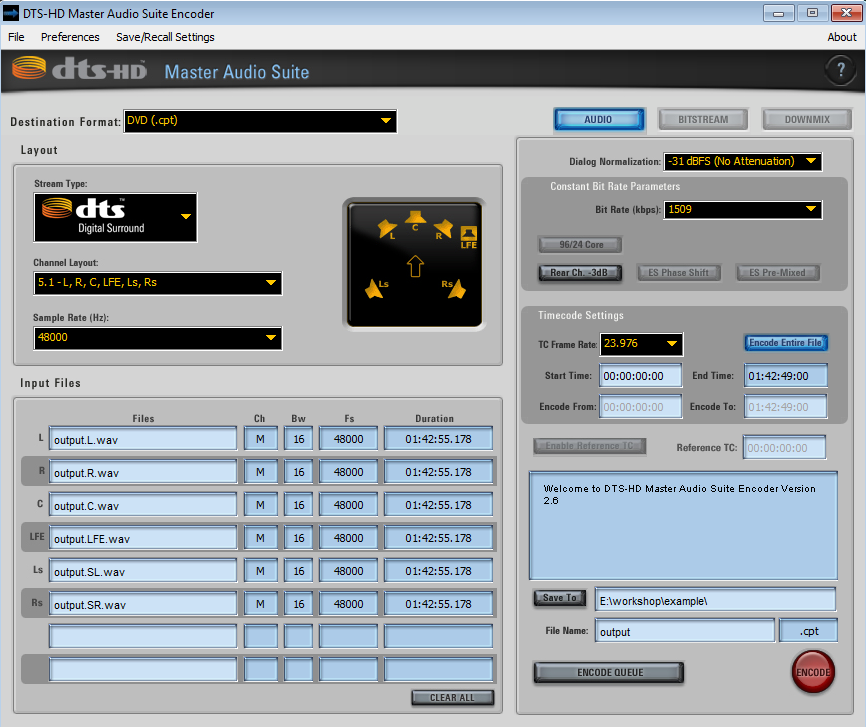 DTS-HD Master Audio Suite Encoder
File Preferences Save/Recall Settings About
dts-HD Master Audio Suite ?
Destination Format: DVD (.cpt)
AUDIO BITSTREAM DOWNMIX
Layout
Stream Type:
dts™
Digital Surround
Channel Layout:
5.1 - L, R, C, LFE, Ls, Rs
Sample Rate (Hz):
48000
L C R LFE
Ls Rs
Dialog Normalization: -31 dBFS (No Attenuation)
Constant Bit Rate Parameters
Bit Rate (kbps): 1509
96/24 Core
Rear Ch. -3dB ES Phase Shift ES Pre-Mixed
Timecode Settings
TC Frame Rate: 23.976 Encode Entire File
Start Time: 00:00:00:00 End Time: 01:42:49:00
Encode From: 00:00:00:00 Encode To: 01:42:49:00
Enable Reference TC Reference TC: 00:00:00:00
Input Files
Files Ch Bw Fs Duration
L output.L.wav M 16 48000 01:42:55.178
R output.R.wav M 16 48000 01:42:55.178
C output.C.wav M 16 48000 01:42:55.178
LFE output.LFE.wav M 16 48000 01:42:55.178
Ls output.SL.wav M 16 48000 01:42:55.178
Rs output.SR.wav M 16 48000 01:42:55.178
CLEAR ALL
Welcome to DTS-HD Master Audio Suite Encoder Version
2.6
Save To E:\workshop\example\
File Name: output .cpt
ENCODE QUEUE ENCODE